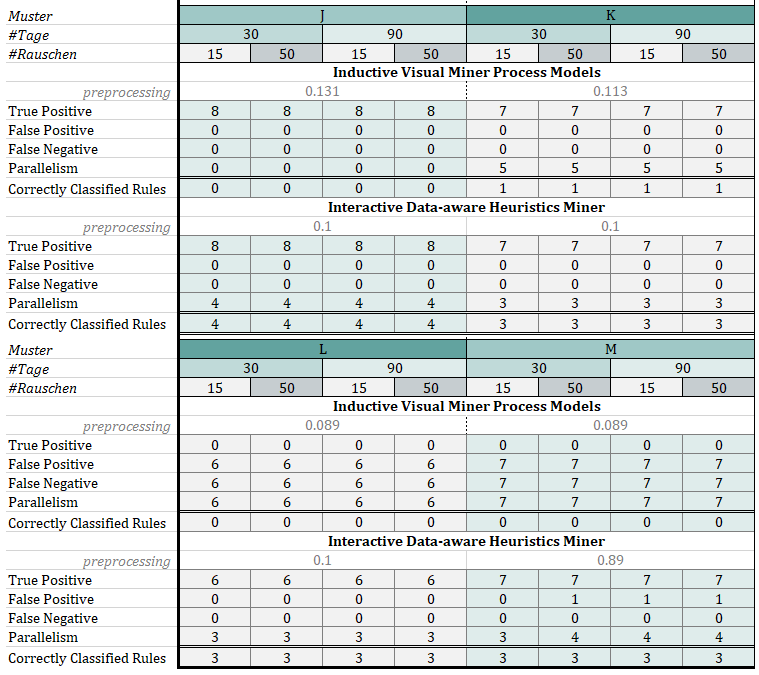 Muster J K
#Tage 30 90 30 90
#Rauschen 15 50 15 50 15 50 15 50
Inductive Visual Miner Process Models
preprocessing 0.131 0.113
True Positive 8 8 8 8 7 7 7 7
False Positive 0 0 0 0 0 0 0 0
False Negative 0 0 0 0 0 0 0 0
Parallelism 0 0 0 0 5 5 5 5
Correctly Classified Rules 0 0 0 0 1 1 1 1
Interactive Data-aware Heuristics Miner
preprocessing 0.1 0.1
True Positive 8 8 8 8 7 7 7 7
False Positive 0 0 0 0 0 0 0 0
False Negative 0 0 0 0 0 0 0 0
Parallelism 4 4 4 4 3 3 3 3
Correctly Classified Rules 4 4 4 4 3 3 3 3
Muster L M
#Tage 30 90 30 90
#Rauschen 15 50 15 50 15 50 15 50
Inductive Visual Miner Process Models
preprocessing 0.089 0.089
True Positive 0 0 0 0 0 0 0 0
False Positive 6 6 6 6 7 7 7 7
False Negative 6 6 6 6 7 7 7 7
Parallelism 6 6 6 6 7 7 7 7
Correctly Classified Rules 0 0 0 0 0 0 0 0
Interactive Data-aware Heuristics Miner
preprocessing 0.1 0.89
True Positive 6 6 6 6 7 7 7 7
False Positive 0 0 0 0 0 1 1 1
False Negative 0 0 0 0 0 0 0 0
Parallelism 3 3 3 3 3 4 4 4
Correctly Classified Rules 3 3 3 3 3 3 3 3